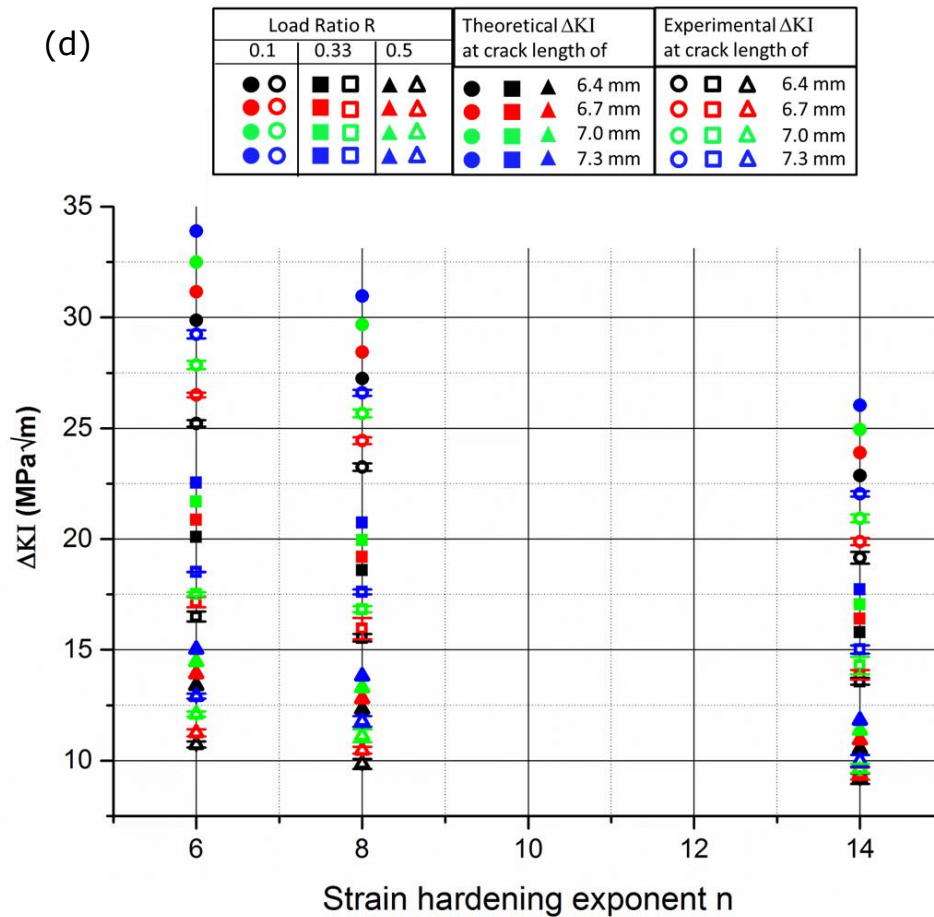 (d)
Load Ratio R
0.1 0.33 0.5
Theoretical ΔKI
at crack length of
6.4 mm
6.7 mm
7.0 mm
7.3 mm
Experimental ΔKI
at crack length of
6.4 mm
6.7 mm
7.0 mm
7.3 mm
ΔKI (MPa√m)
35
30
25
20
15
10
6 8 10 12 14
Strain hardening exponent n